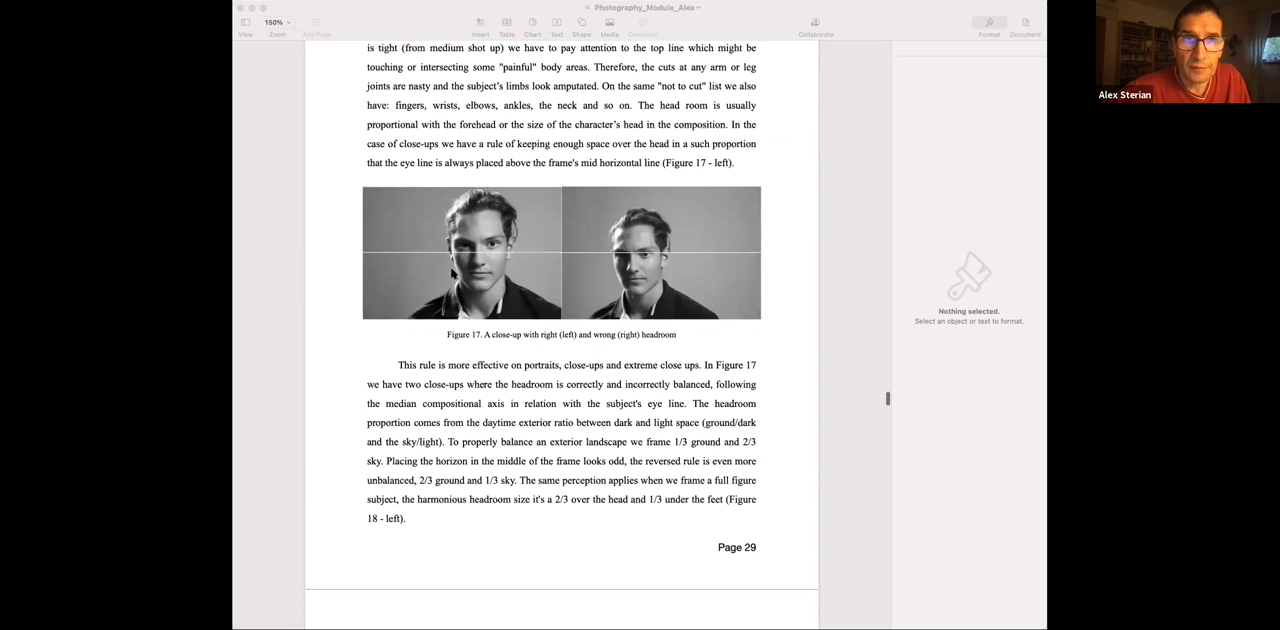 Photography_Module_Alex
150%
View
Zoom
Add Page
Insert
Table
Chart
Text
Shape
Media
Comment
Collaborate
Format
Document
Alex Sterian
is tight (from medium shot up) we have to pay attention to the top line which might be
touching or intersecting some "painful" body areas. Therefore, the cuts at any arm or leg
joints are nasty and the subject's limbs look amputated. On the same "not to cut" list we also
have: fingers, wrists, elbows, ankles, the neck and so on. The head room is usually
proportional with the forehead or the size of the character's head in the composition. In the
case of close-ups we have a rule of keeping enough space over the head in a such proportion
that the eye line is always placed above the frame's mid horizontal line (Figure 17 - left).
Figure 17. A close-up with right (left) and wrong (right) headroom
This rule is more effective on portraits, close-ups and extreme close ups. In Figure 17
we have two close-ups where the headroom is correctly and incorrectly balanced, following
the median compositional axis in relation with the subject's eye line. The headroom
proportion comes from the daytime exterior ratio between dark and light space (ground/dark
and the sky/light). To properly balance an exterior landscape we frame 1/3 ground and 2/3
sky. Placing the horizon in the middle of the frame looks odd, the reversed rule is even more
unbalanced, 2/3 ground and 1/3 sky. The same perception applies when we frame a full figure
subject, the harmonious headroom size it's a 2/3 over the head and 1/3 under the feet (Figure
18 - left).
Page 29
Nothing selected.
Select an object or text to format.